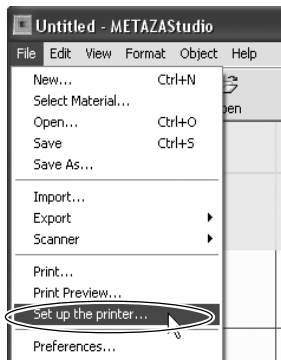 Untitled - METAZAStudio
File Edit View Format Object Help
New... Ctrl+N
Select Material...
Open... Ctrl+O
Save Ctrl+S
Save As...
Import...
Export
Scanner
Print...
Print Preview...
Set up the printer...
Preferences...